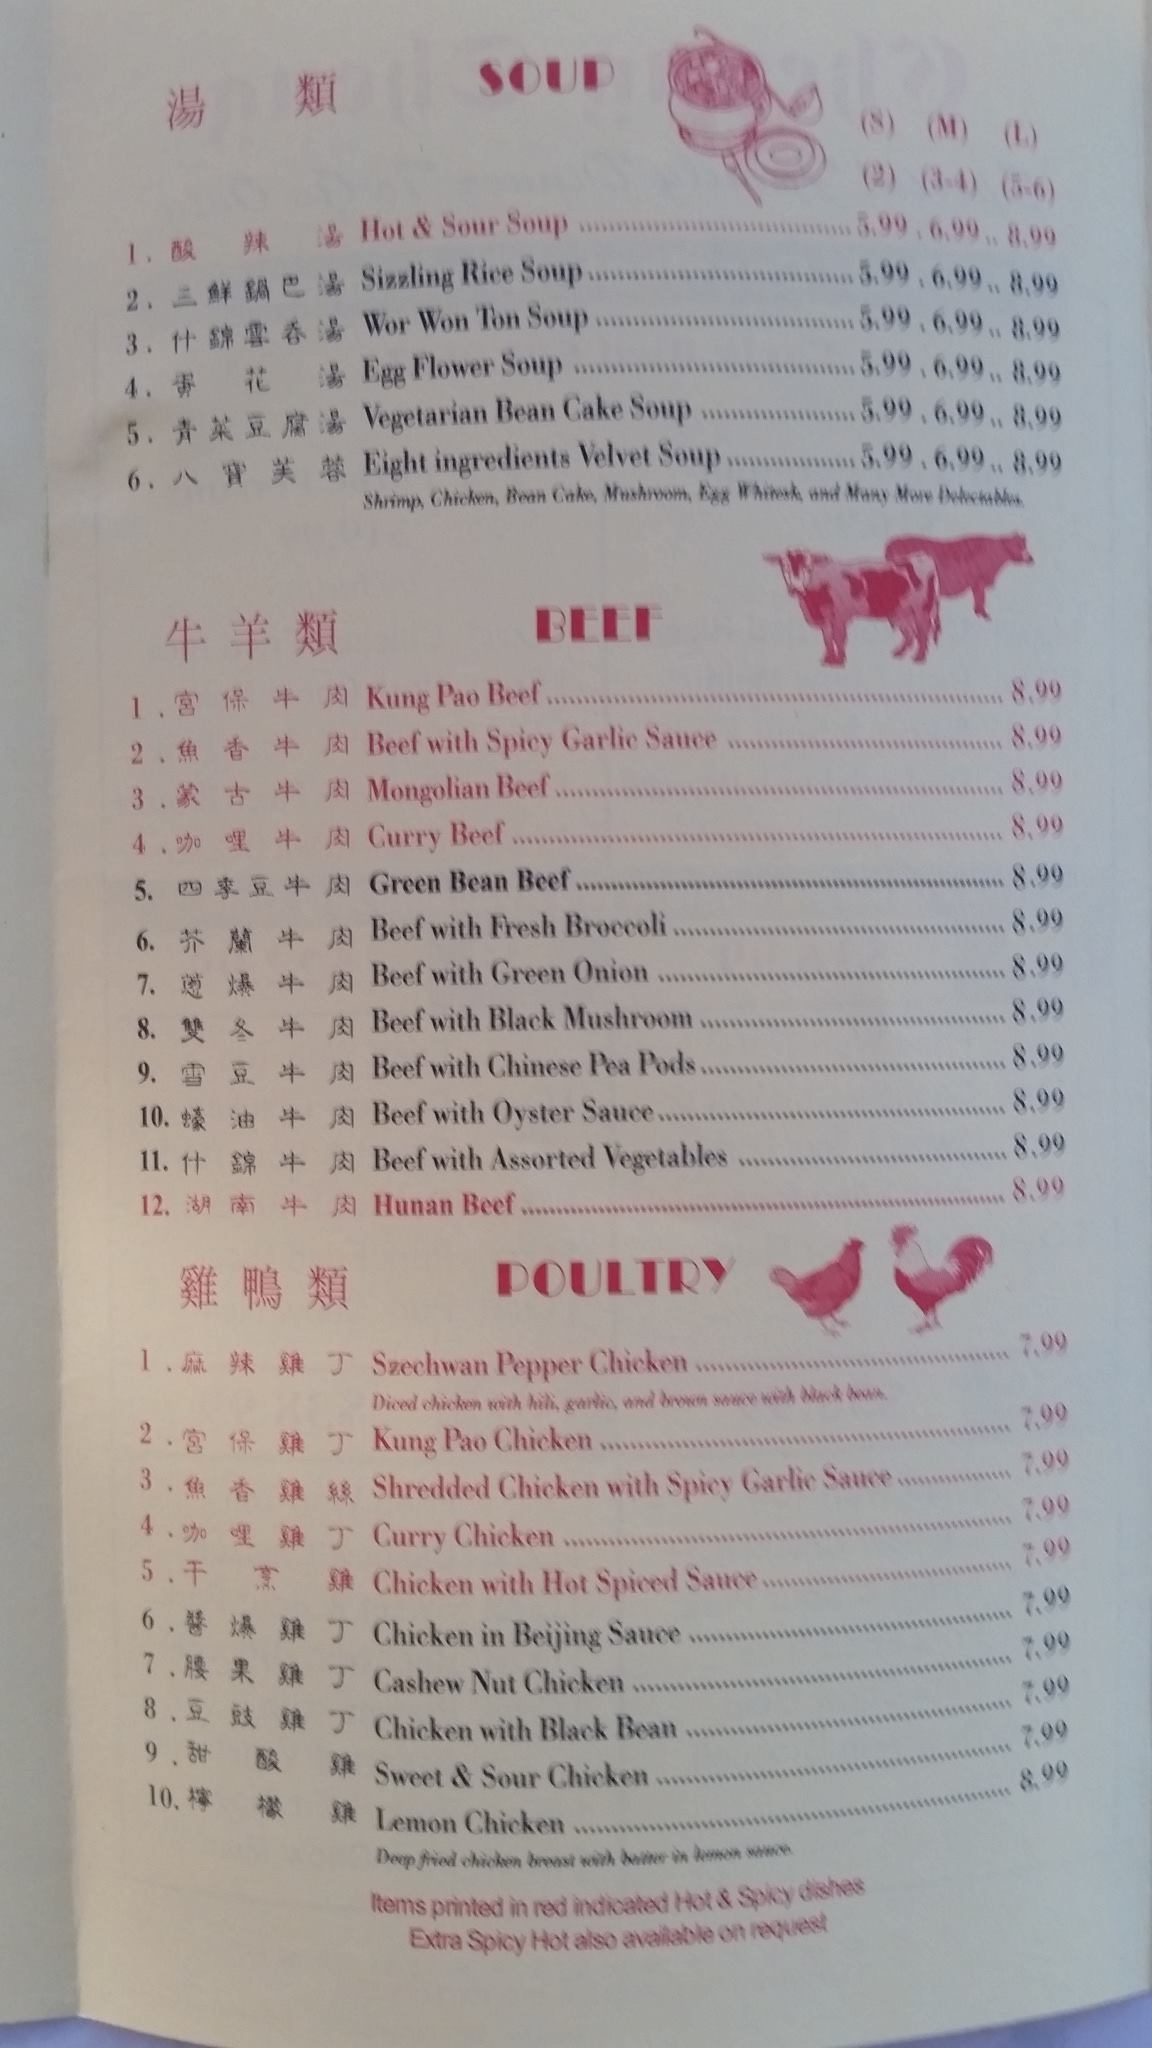 湯 類 SOUP
(S) (M) (L)
(2) (3-4) (5-6)
1. 酸辣湯 Hot & Sour Soup 5.99 . 6.99 .. 8.99
2. 三鮮鍋巴湯 Sizzling Rice Soup 5.99 . 6.99 .. 8.99
3. 什錦雲吞湯 Wor Won Ton Soup 5.99 . 6.99 .. 8.99
4. 蛋花湯 Egg Flower Soup 5.99 . 6.99 .. 8.99
5. 青菜豆腐湯 Vegetarian Bean Cake Soup 5.99 . 6.99 .. 8.99
6. 八寶芙蓉 Eight ingredients Velvet Soup 5.99 . 6.99 .. 8.99
Shrimp, Chicken, Bean Cake, Mushroom, Egg Whitesk, and Many More Delectables.
牛羊類 BEEF
1. 宮保牛肉 Kung Pao Beef 8.99
2. 魚香牛肉 Beef with Spicy Garlic Sauce 8.99
3. 蒙古牛肉 Mongolian Beef 8.99
4. 咖哩牛肉 Curry Beef 8.99
5. 四季豆牛肉 Green Bean Beef 8.99
6. 芥蘭牛肉 Beef with Fresh Broccoli 8.99
7. 蔥爆牛肉 Beef with Green Onion 8.99
8. 雙冬牛肉 Beef with Black Mushroom 8.99
9. 雪豆牛肉 Beef with Chinese Pea Pods 8.99
10. 蠔油牛肉 Beef with Oyster Sauce 8.99
11. 什錦牛肉 Beef with Assorted Vegetables 8.99
12. 湖南牛肉 Hunan Beef 8.99
雞鴨類 POULTRY
1. 麻辣雞丁 Szechwan Pepper Chicken 7.99
Diced chicken with hili, garlic, and brown sauce with black bean.
2. 宮保雞丁 Kung Pao Chicken 7.99
3. 魚香雞絲 Shredded Chicken with Spicy Garlic Sauce 7.99
4. 咖哩雞丁 Curry Chicken 7.99
5. 干烹雞 Chicken with Hot Spiced Sauce 7.99
6. 醬爆雞丁 Chicken in Beijing Sauce 7.99
7. 腰果雞丁 Cashew Nut Chicken 7.99
8. 豆豉雞丁 Chicken with Black Bean 7.99
9. 甜酸雞 Sweet & Sour Chicken 7.99
10. 檸檬雞 Lemon Chicken 8.99
Deep fried chicken breast with batter in lemon sauce.
Items printed in red indicated Hot & Spicy dishes
Extra Spicy Hot also available on request